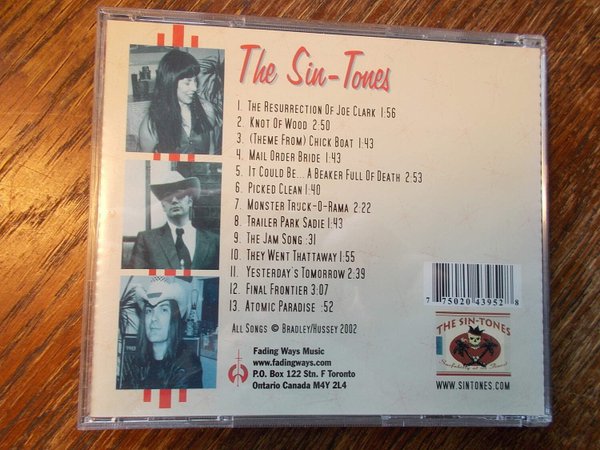 The Sin-Tones
1. The Resurrection Of Joe Clark 1:56
2. Knot Of Wood 2:50
3. (Theme From) Chick Boat 1:43
4. Mail Order Bride 1:43
5. It Could Be... A Beaker Full Of Death 2:53
6. Picked Clean 1:40
7. Monster Truck-O-Rama 2:22
8. Trailer Park Sadie 1:43
9. The Jam Song :31
10. They Went Thattaway 1:55
11. Yesterday's Tomorrow 2:39
12. Final Frontier 3:07
13. Atomic Paradise :52
All Songs © Bradley/Hussey 2002
Fading Ways Music
www.fadingways.com
P.O. Box 122 Stn. F Toronto
Ontario Canada M4Y 2L4
7 75020 43952 8
THE SIN-TONES
WWW.SINTONES.COM